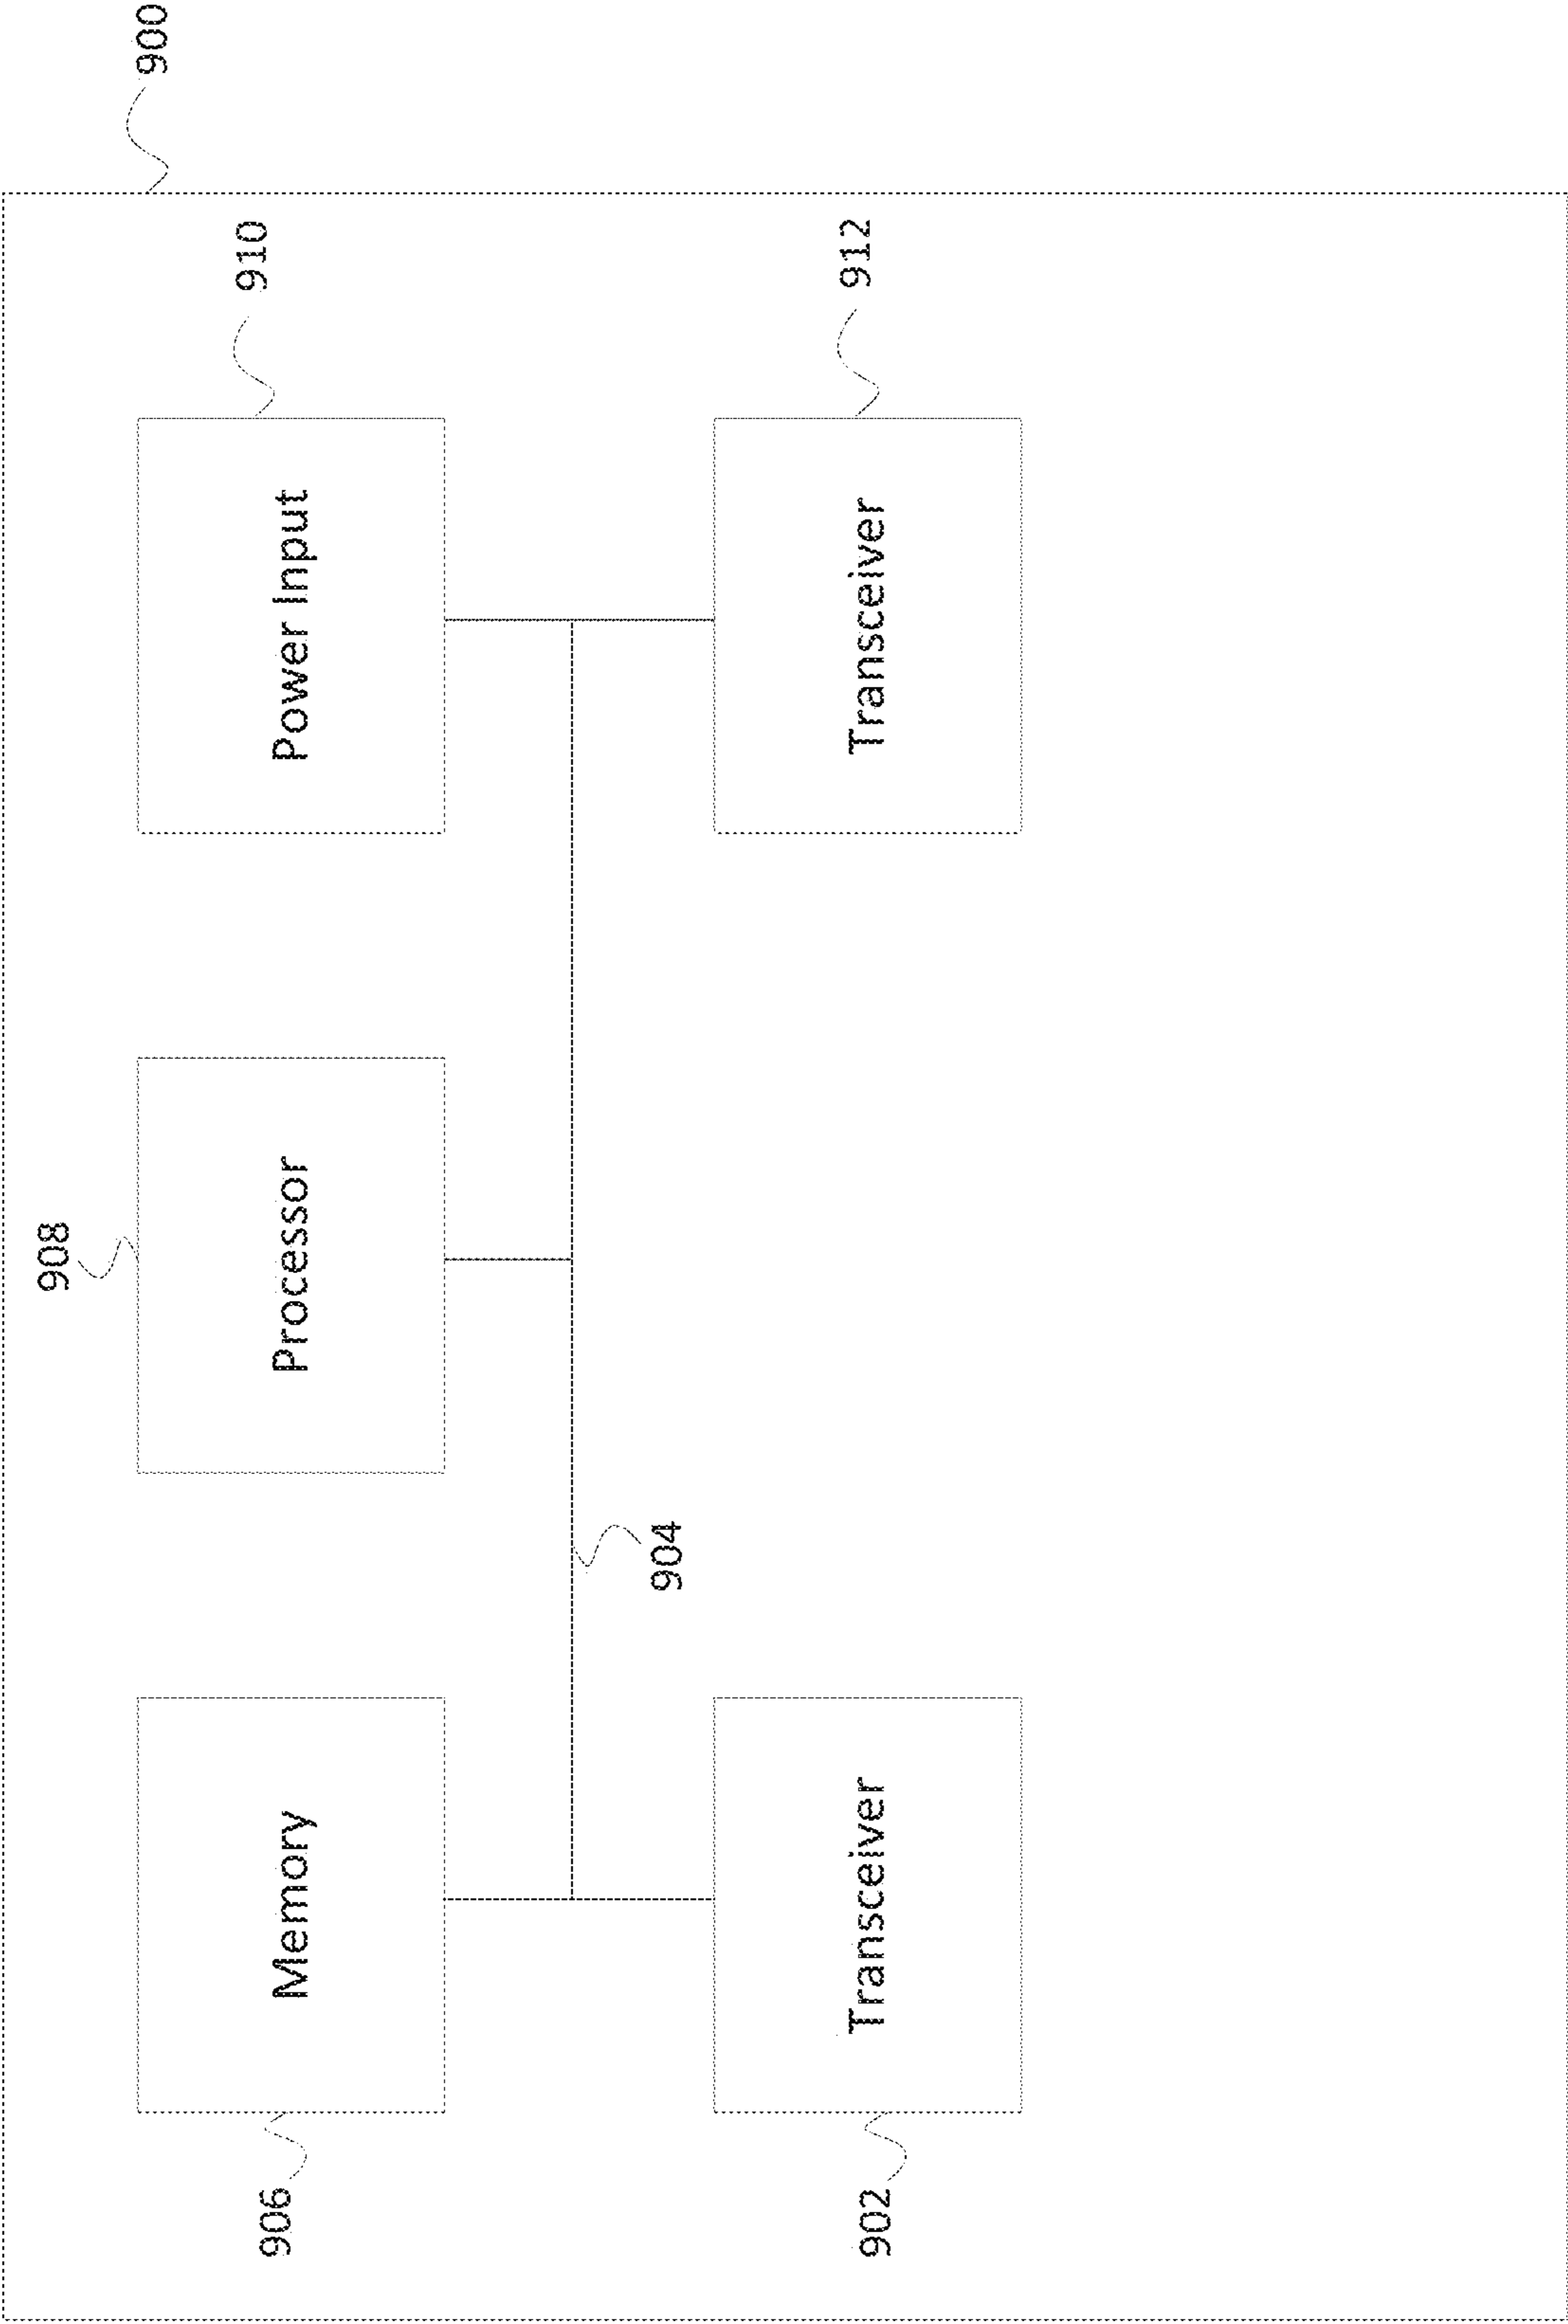 900
908
906
Memory
Processor
Power Input
910
904
902
Transceiver
Transceiver
912